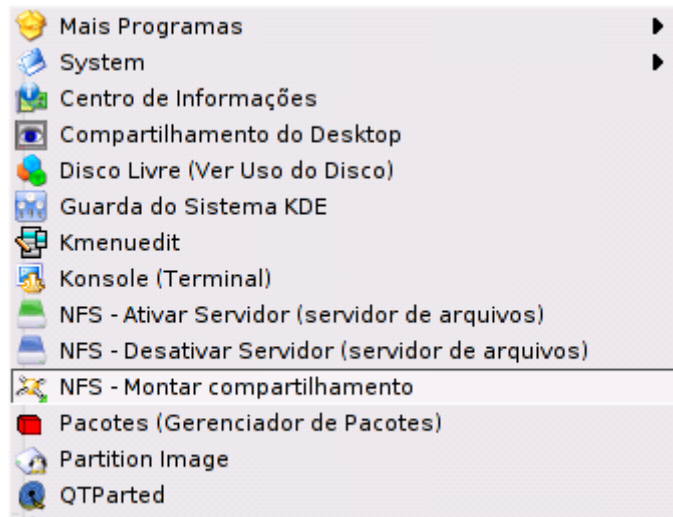 Mais Programas
System
Centro de Informações
Compartilhamento do Desktop
Disco Livre (Ver Uso do Disco)
Guarda do Sistema KDE
Kmenuedit
Konsole (Terminal)
NFS - Ativar Servidor (servidor de arquivos)
NFS - Desativar Servidor (servidor de arquivos)
NFS - Montar compartilhamento
Pacotes (Gerenciador de Pacotes)
Partition Image
QTParted